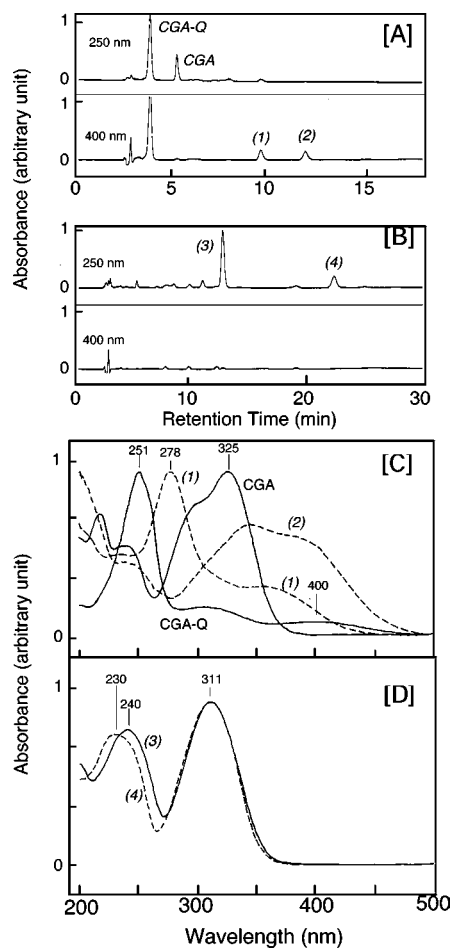 [A]
CGA-Q
250 nm
CGA
1
0
400 nm
(1)
(2)
1
0
0 5 10 15
Absorbance (arbitrary unit)
[B]
250 nm
(3)
(4)
1
0
400 nm
1
0
0 10 20 30
Retention Time (min)
[C]
251 278 325
(1)
CGA
(2)
(1)
400
CGA-Q
1
0
Absorbance (arbitrary unit)
[D]
230
240
311
(3)
(4)
1
0
200 300 400 500
Wavelength (nm)